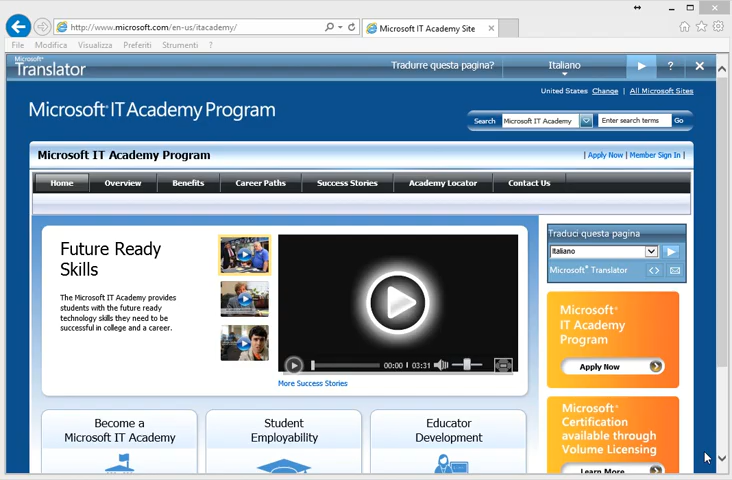 http://www.microsoft.com/en-us/itacademy/
Microsoft IT Academy Site
File Modifica Visualizza Preferiti Strumenti ?
Microsoft®
Translator
Tradurre questa pagina?
Italiano
?
United States Change | All Microsoft Sites
Microsoft® IT Academy Program
Search Microsoft IT Academy Enter search terms Go
Microsoft IT Academy Program
| Apply Now | Member Sign In |
Home Overview Benefits Career Paths Success Stories Academy Locator Contact Us
Future Ready
Skills
The Microsoft IT Academy provides
students with the future ready
technology skills they need to be
successful in college and a career.
00:00 | 03:31
More Success Stories
Traduci questa pagina
Italiano
Microsoft® Translator
Microsoft®
IT Academy
Program
Apply Now
Microsoft®
Certification
available through
Volume Licensing
Learn More
Become a
Microsoft IT Academy
Student
Employability
Educator
Development